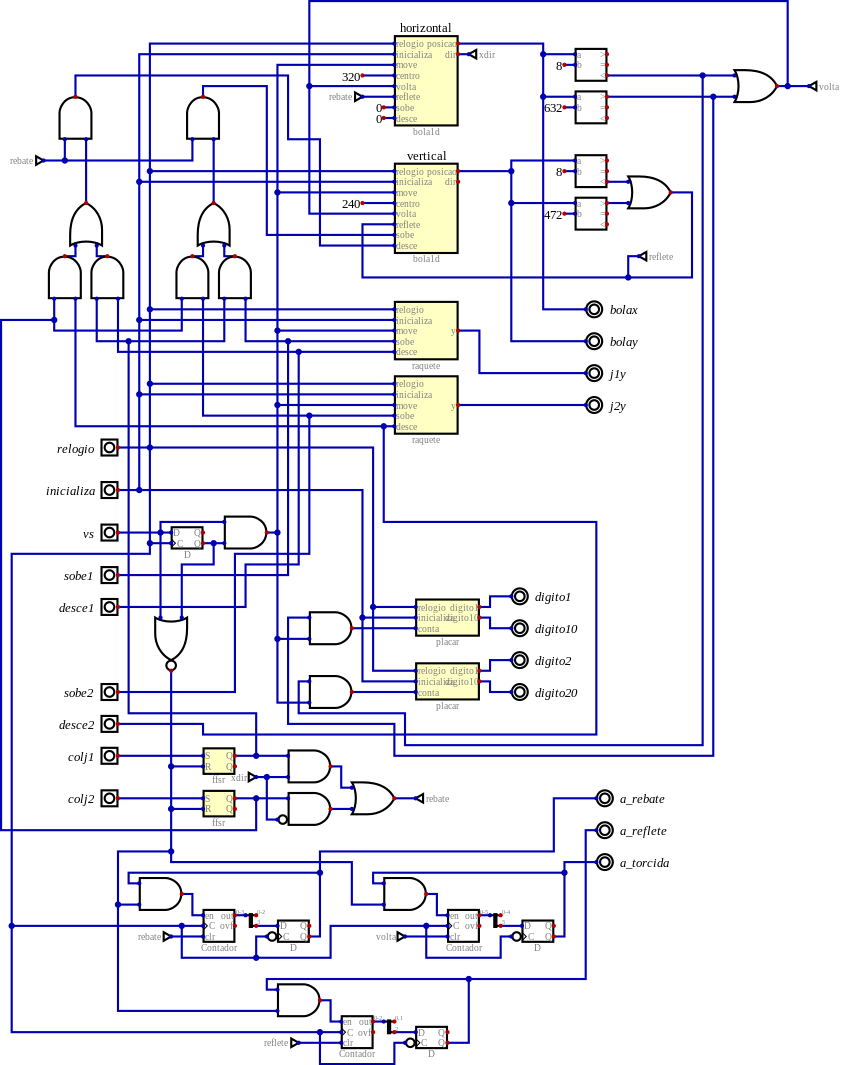 horizontal
relogio posicao
inicializa dir
move
320 centro
volta
rebate reflete
0 sobe
0 desce
bola1d
xdir
a >
8 b =
<
a >
632 b =
<
volta
rebate
vertical
relogio posicao
inicializa dir
move
240 centro
volta
reflete
sobe
desce
bola1d
a >
8 b =
<
a >
472 b =
<
reflete
relogio
inicializa
move y
sobe
desce
raquete
relogio
inicializa
move y
sobe
desce
raquete
bolax
bolay
j1y
j2y
relogio
inicializa
vs
D Q
C Q
D
sobe1
desce1
sobe2
desce2
colj1
colj2
relogio digito1
inicializa digito10
conta
placar
relogio digito1
inicializa digito10
conta
placar
digito1
digito10
digito2
digito20
S Q
R Q
ffsr
xdir
S Q
R Q
ffsr
rebate
a_rebate
a_reflete
a_torcida
en out
C ovf
clr
Contador
rebate
D Q
C Q
D
en out
C ovf
clr
Contador
volta
D Q
C Q
D
en out
C ovf
clr
Contador
reflete
D Q
C Q
D